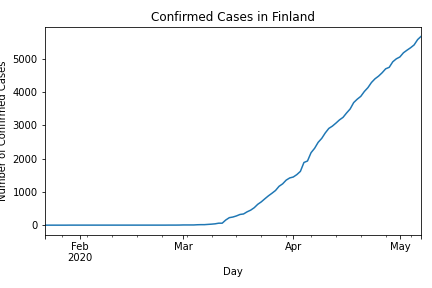 Confirmed Cases in Finland
Number of Confirmed Cases
5000
4000
3000
2000
1000
0
Feb
2020
Mar
Apr
May
Day